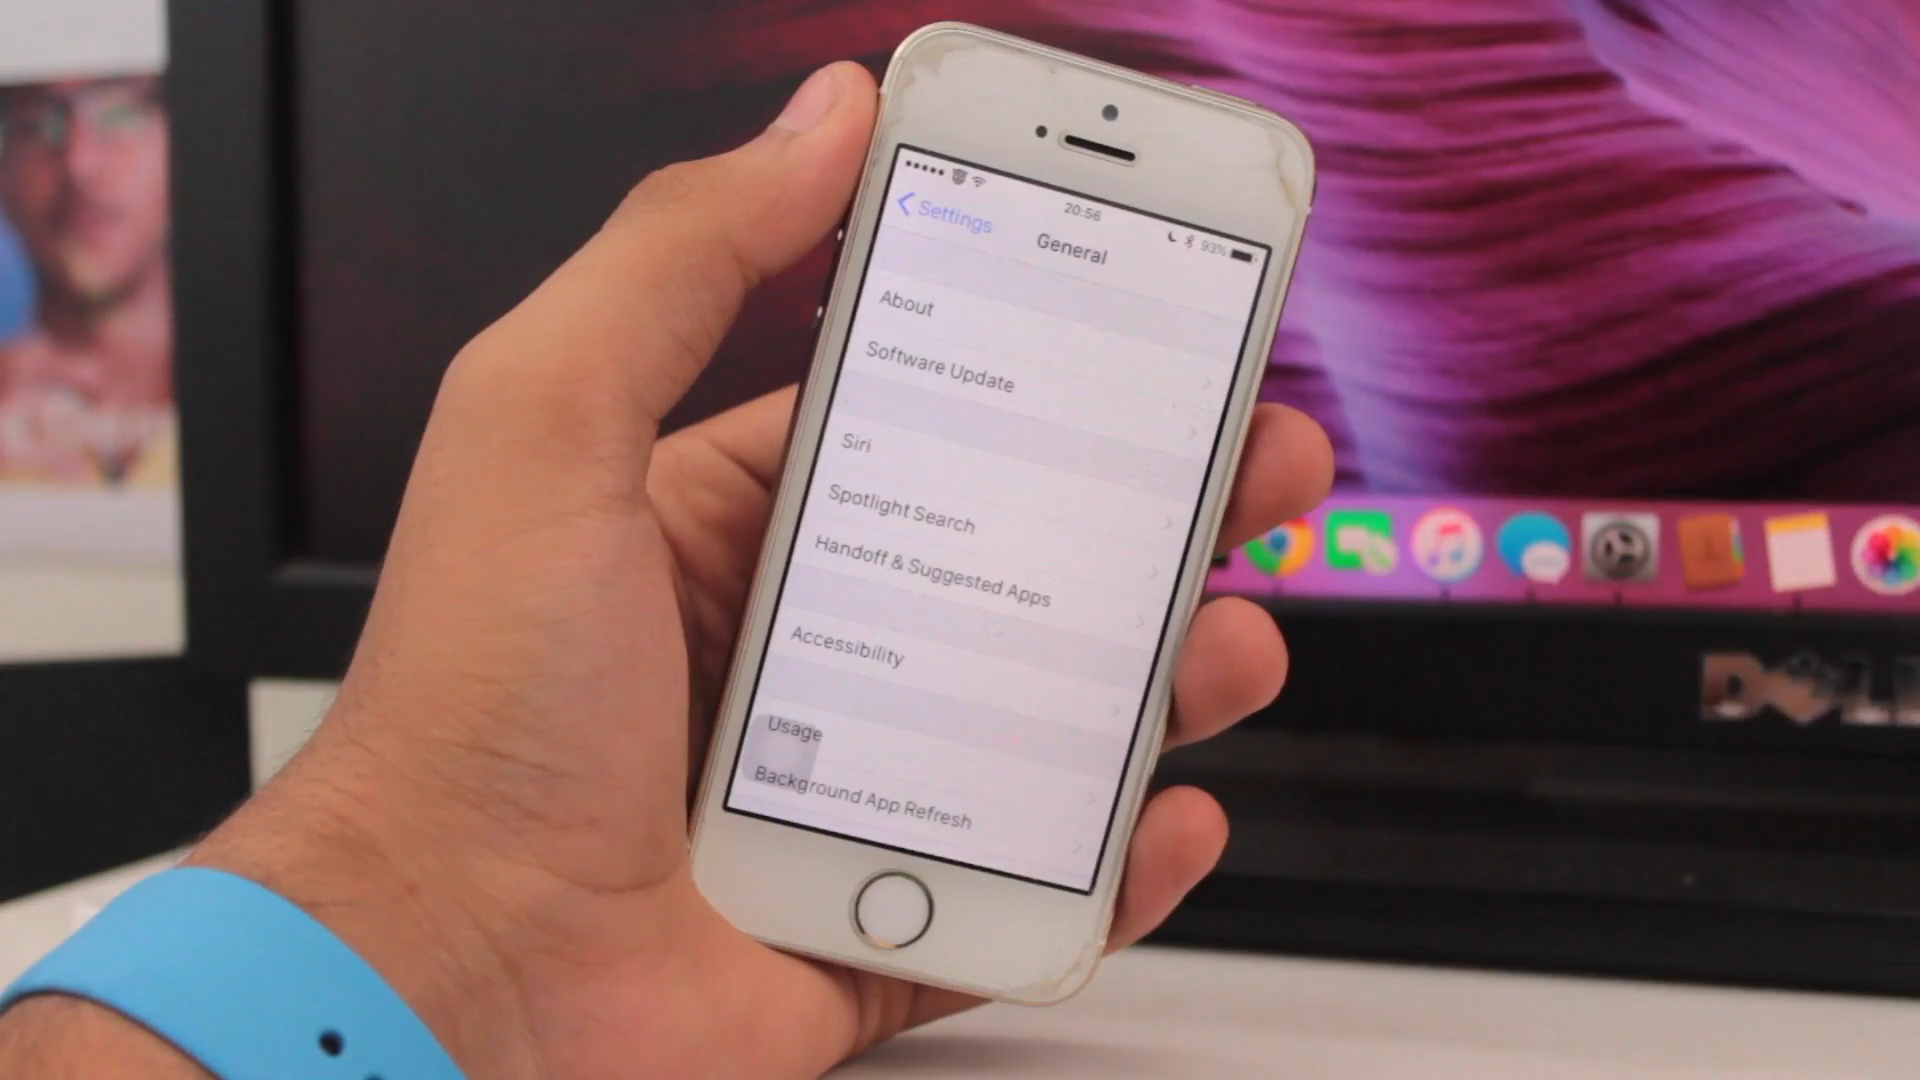 20:56
93%
Settings
General
About
Software Update
Siri
Spotlight Search
Handoff & Suggested Apps
Accessibility
Usage
Background App Refresh
DELL